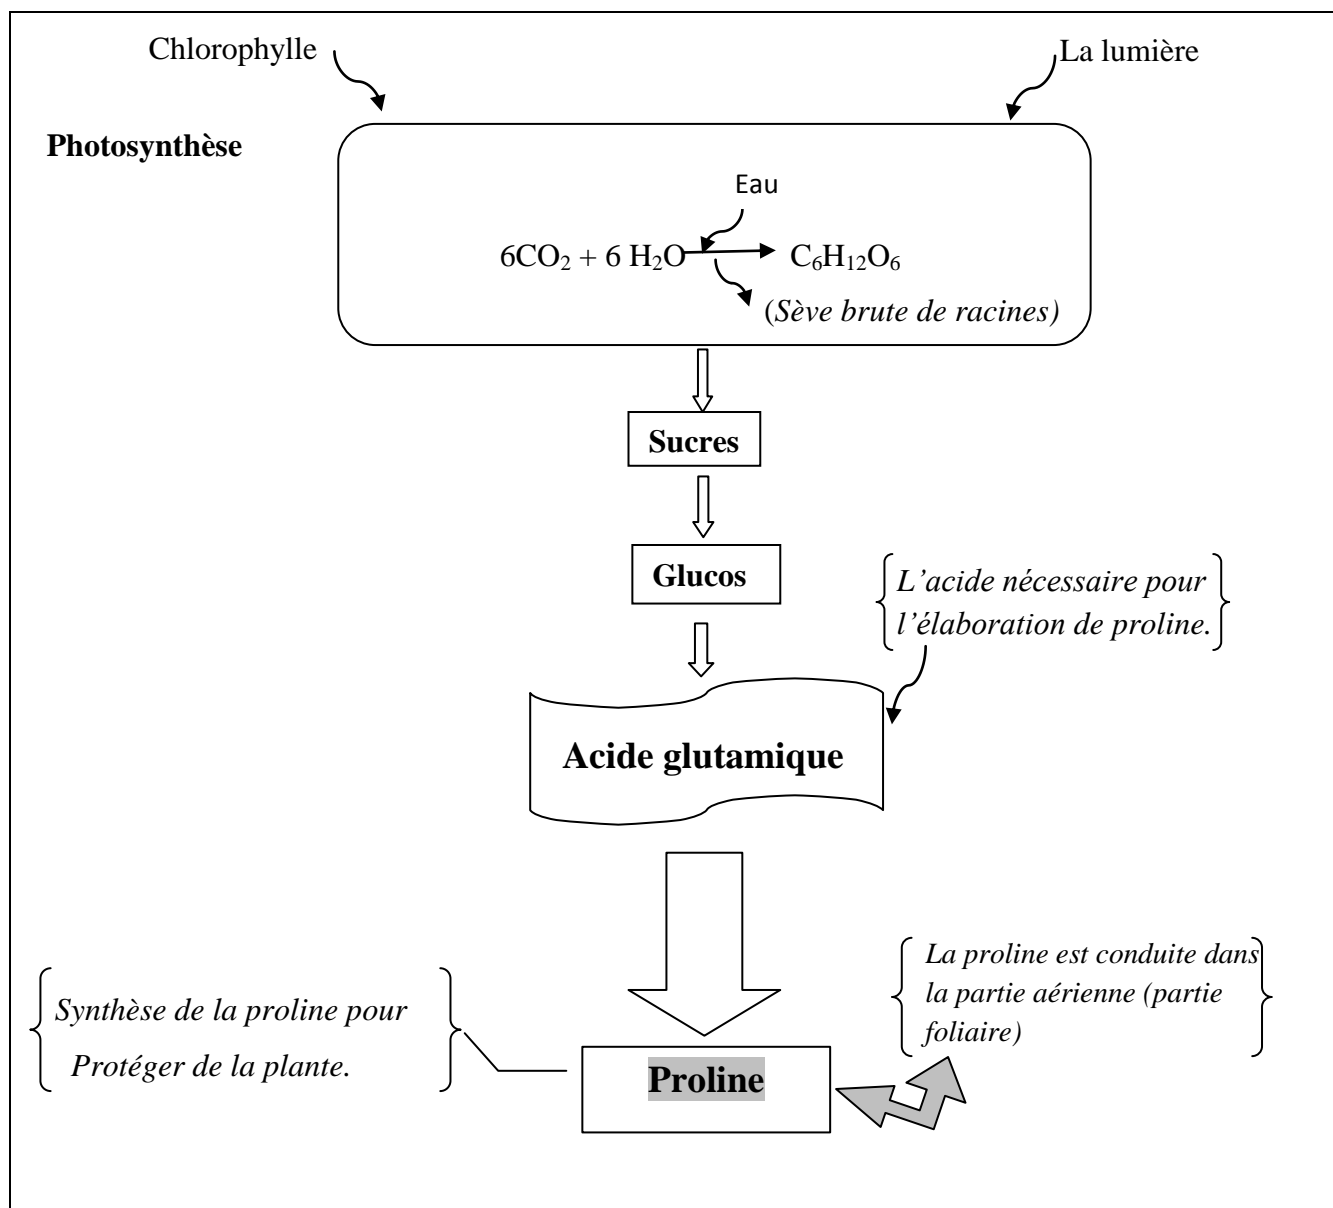 Chlorophylle
La lumière
Photosynthèse
Eau
6CO₂ + 6 H₂O C₆H₁₂O₆
(Sève brute de racines)
Sucres
Glucos
L’acide nécessaire pour
l’élaboration de proline.
Acide glutamique
La proline est conduite dans
la partie aérienne (partie
foliaire)
Synthèse de la proline pour
Protéger de la plante.
Proline